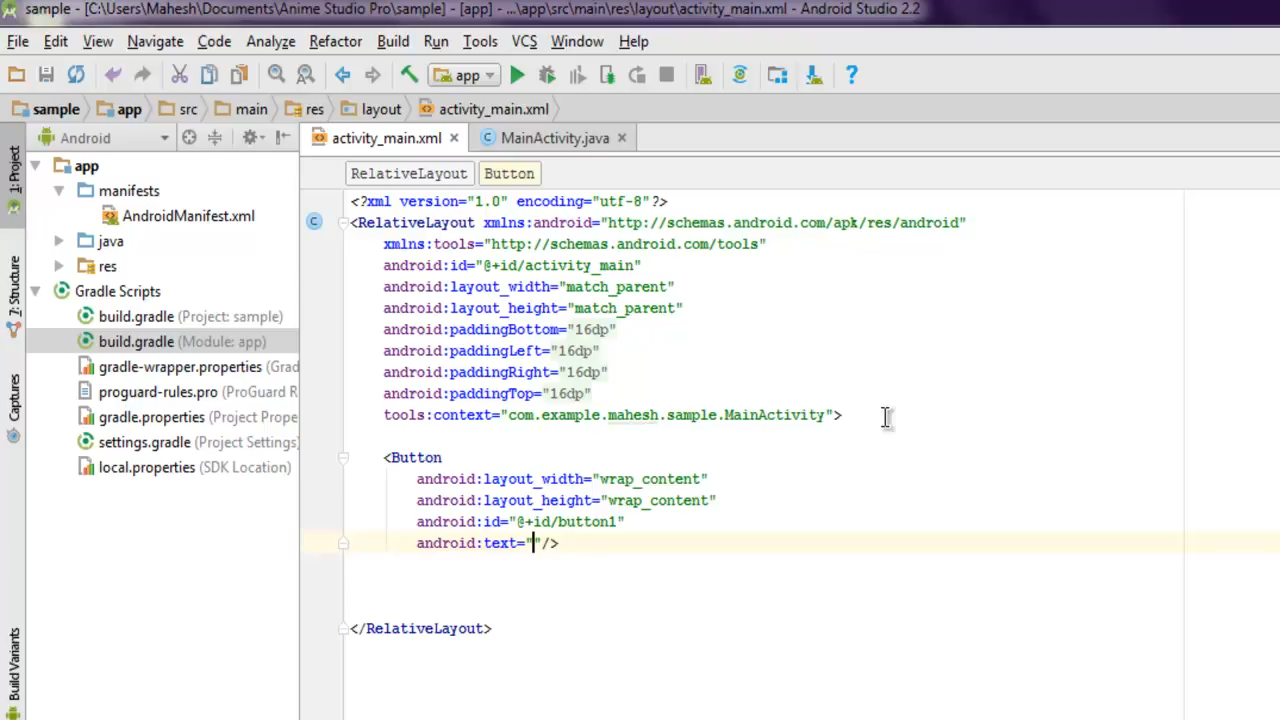 sample - [C:\Users\Mahesh\Documents\Anime Studio Pro\sample] - [app] - ...\app\src\main\res\layout\activity_main.xml - Android Studio 2.2
File Edit View Navigate Code Analyze Refactor Build Run Tools VCS Window Help
app ?
sample app src main res layout activity_main.xml
Android activity_main.xml MainActivity.java
RelativeLayout Button
1: Project
7: Structure
Captures
Build Variants
app
manifests
AndroidManifest.xml
java
res
Gradle Scripts
build.gradle (Project: sample)
build.gradle (Module: app)
gradle-wrapper.properties (Grad
proguard-rules.pro (ProGuard R
gradle.properties (Project Prope
settings.gradle (Project Settings)
local.properties (SDK Location)
C
<?xml version="1.0" encoding="utf-8"?>
<RelativeLayout xmlns:android="http://schemas.android.com/apk/res/android"
xmlns:tools="http://schemas.android.com/tools"
android:id="@+id/activity_main"
android:layout_width="match_parent"
android:layout_height="match_parent"
android:paddingBottom="16dp"
android:paddingLeft="16dp"
android:paddingRight="16dp"
android:paddingTop="16dp"
tools:context="com.example.mahesh.sample.MainActivity">
<Button
android:layout_width="wrap_content"
android:layout_height="wrap_content"
android:id="@+id/button1"
android:text=""/>
</RelativeLayout>